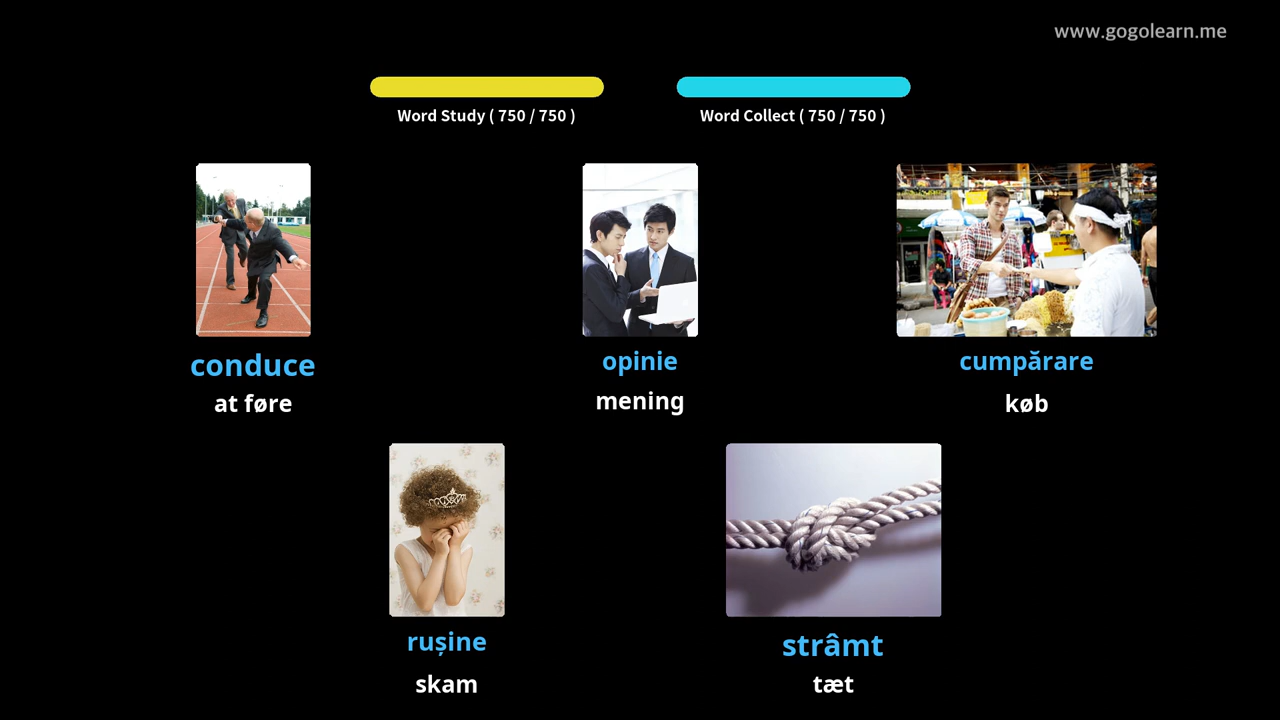 www.gogolearn.me
Word Study ( 750 / 750 )
Word Collect ( 750 / 750 )
conduce
at føre
opinie
mening
cumpărare
køb
rușine
skam
strâmt
tæt